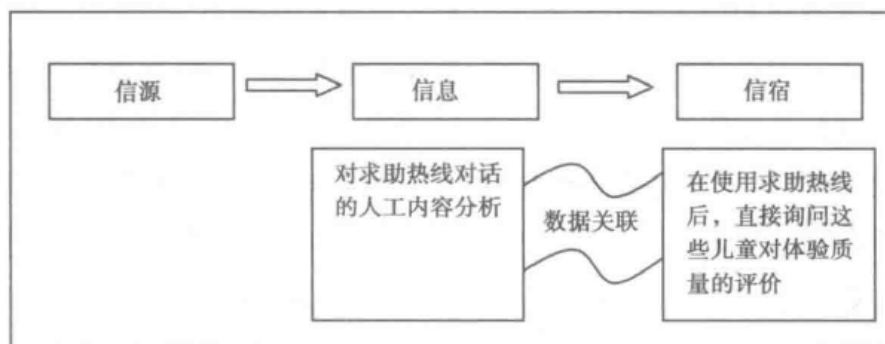 信源
信息
信宿
对求助热线对话
的人工内容分析
数据关联
在使用求助热线
后，直接询问这
些儿童对体验质
量的评价